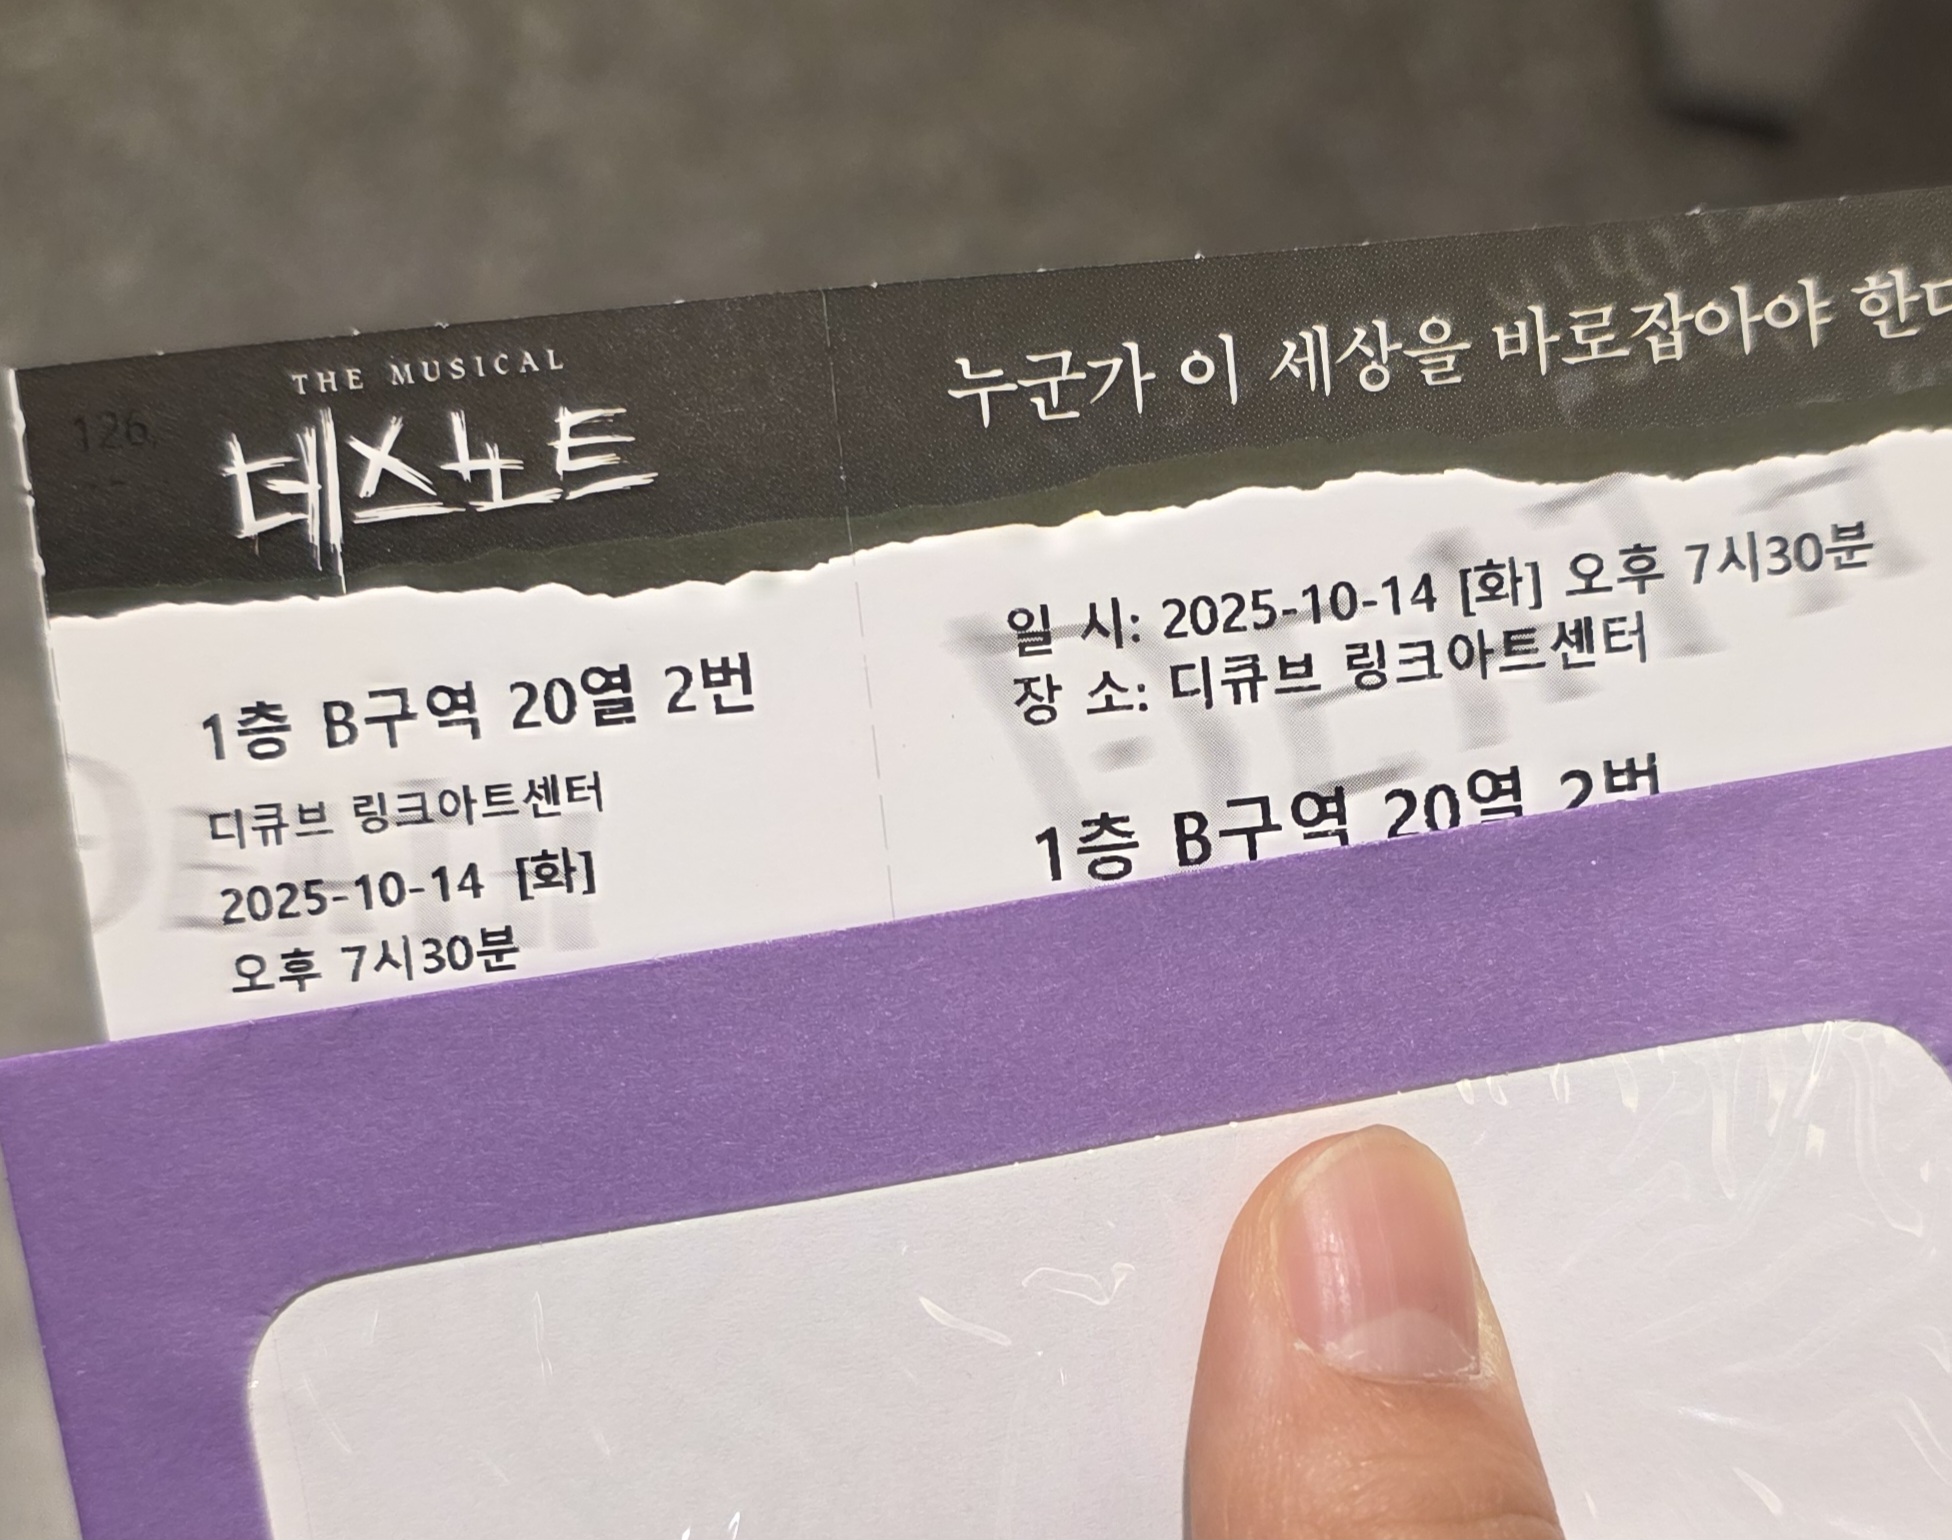 THE MUSICAL
데스노트
1층 B구역 20열 2번
디큐브 링크아트센터
2025-10-14 [화]
오후 7시30분
누군가 이 세상을 바로잡아야 한다
일 시: 2025-10-14 [화] 오후 7시30분
장 소: 디큐브 링크아트센터
1층 B구역 20열 2번